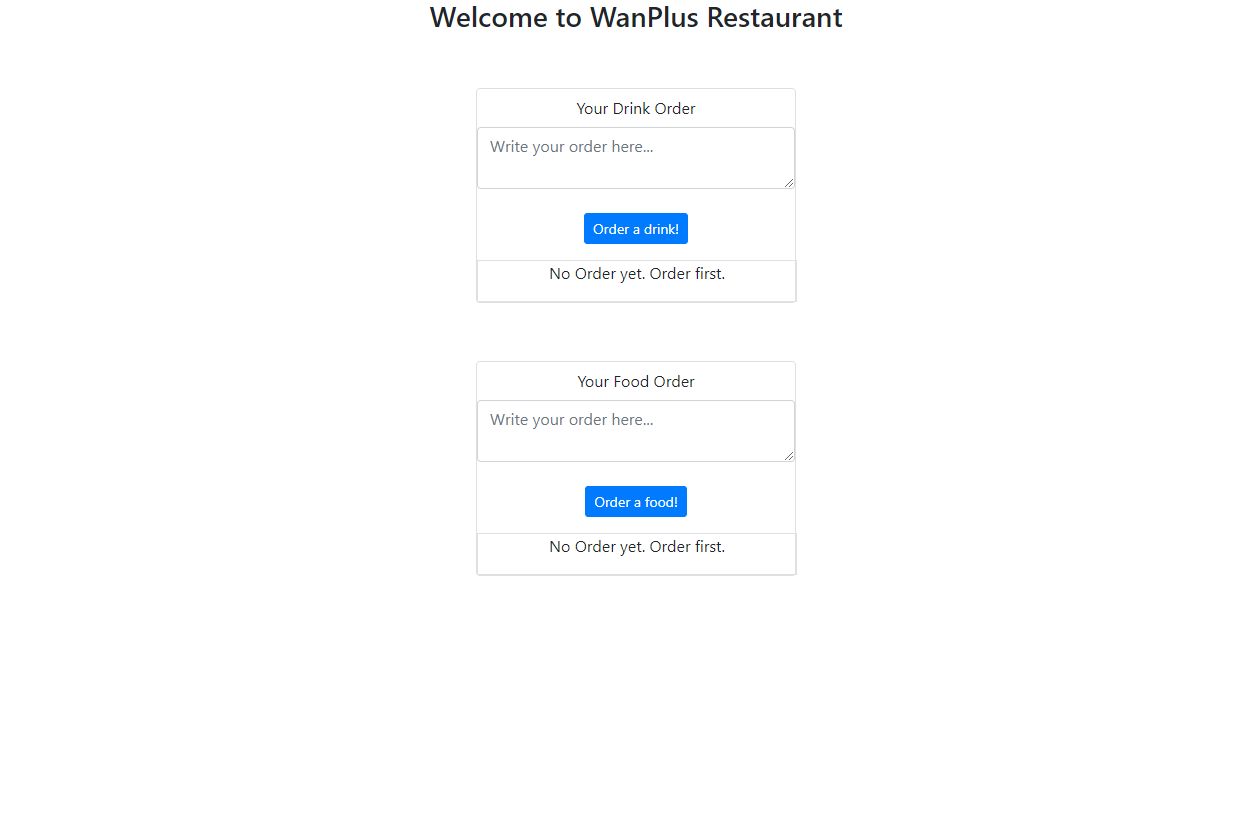 Welcome to WanPlus Restaurant
Your Drink Order
Write your order here...
Order a drink!
No Order yet. Order first.
Your Food Order
Write your order here...
Order a food!
No Order yet. Order first.